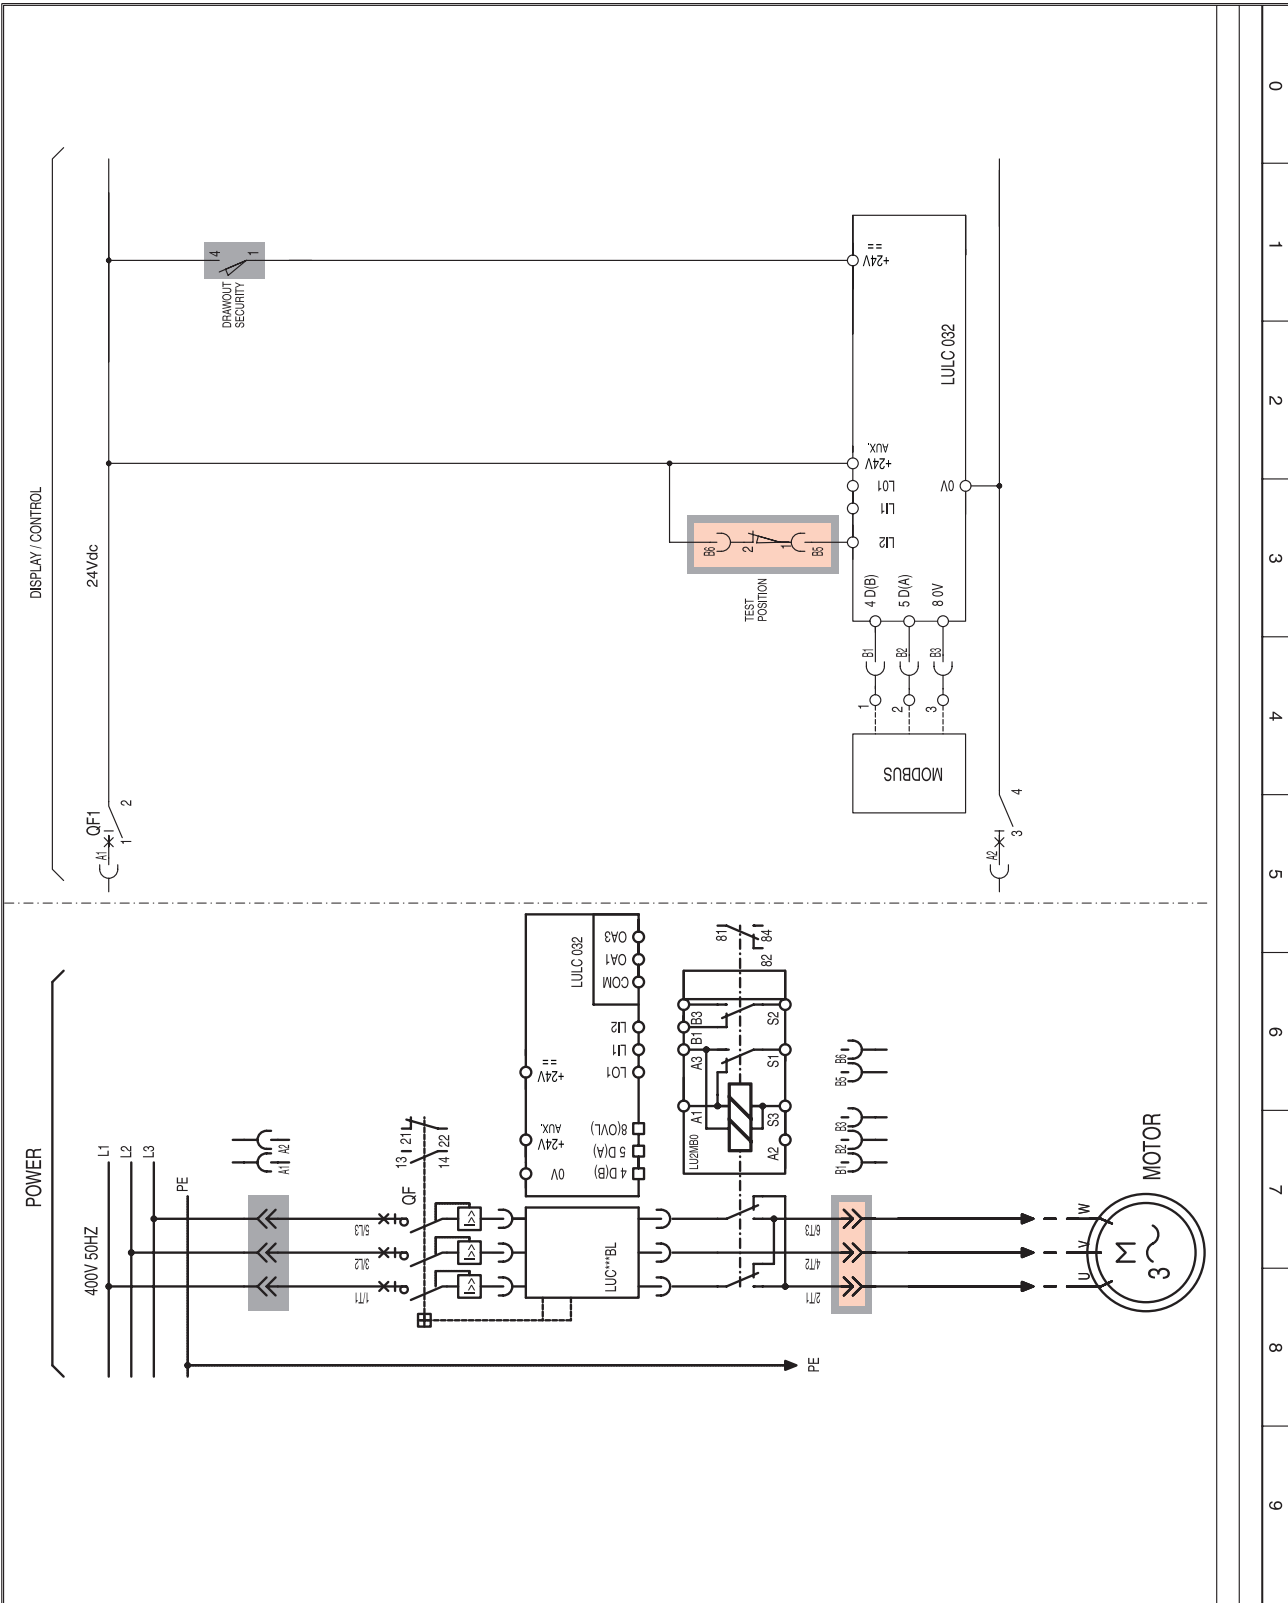 0
1
2
3
4
5
6
7
8
9
DISPLAY / CONTROL
24Vdc
4
1
DRAWOUT
SECURITY
+24V
==
LULC 032
AUX.
+24V
LO1
LI1
LI2
0V
B6
2
1
B5
TEST
POSITION
4 D(B)
5 D(A)
8 0V
B1
B2
B3
1
2
3
MODBUS
QF1
A1
1
2
A2
3
4
POWER
400V 50HZ
L1
L2
L3
PE
A1
A2
5/L3
3/L2
1/T1
QF
13
21
14
22
I>>
I>>
I>>
LULC 032
OA3
OA1
COM
LI2
LI1
LO1
==
+24V
AUX.
+24V
0V
8(OVL)
5 D(A)
4 D(B)
LUC***BL
81
82
84
B3
B1
A3
A1
S2
S1
S3
A2
LU2MB0
B6
B5
B3
B2
B1
6/T3
4/T2
2/T1
PE
W
V
U
M
3
MOTOR